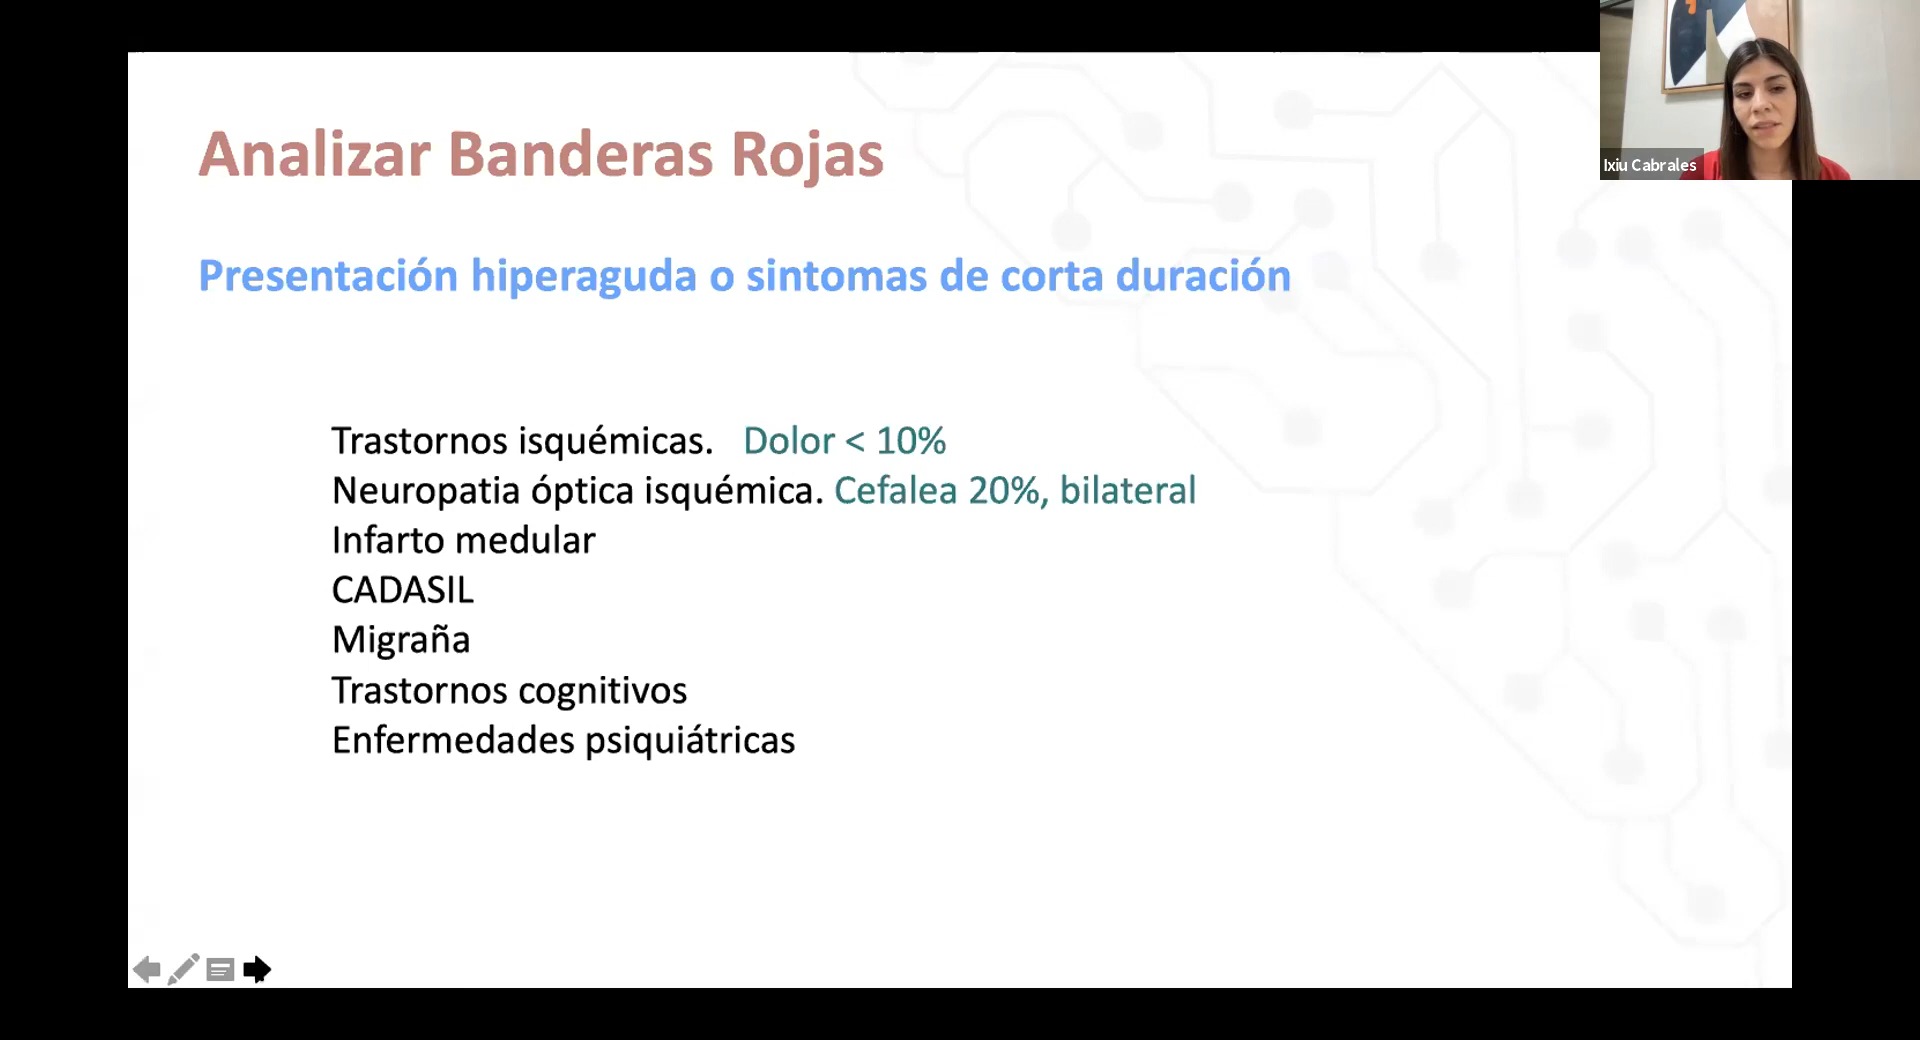 Analizar Banderas Rojas
Presentación hiperaguda o sintomas de corta duración
Trastornos isquémicas. Dolor < 10%
Neuropatia óptica isquémica. Cefalea 20%, bilateral
Infarto medular
CADASIL
Migraña
Trastornos cognitivos
Enfermedades psiquiátricas
Ixiu Cabrales